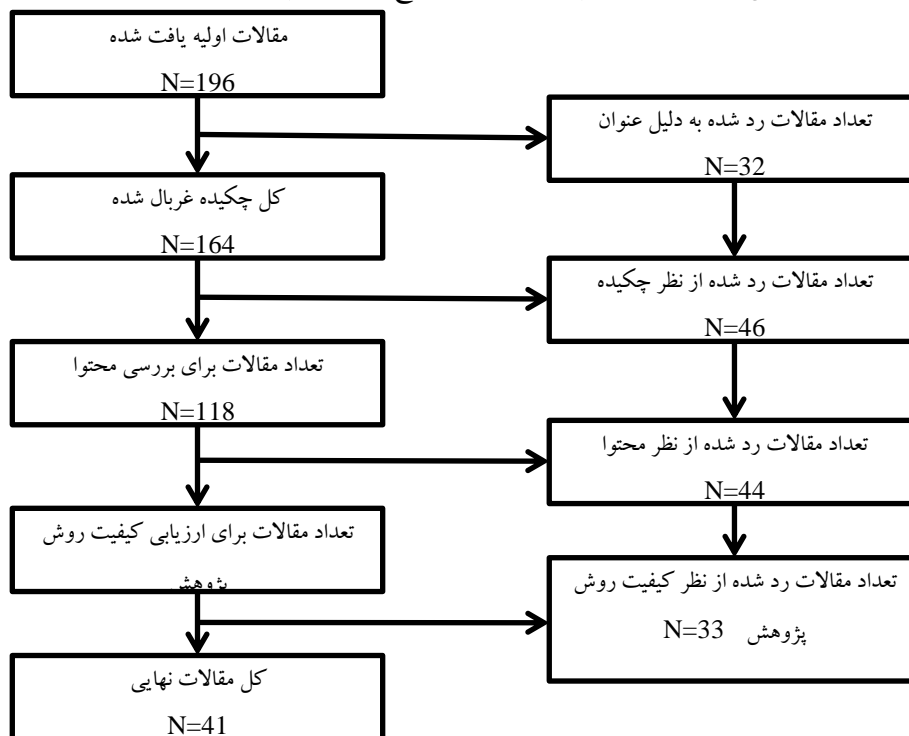 مقالات اولیه یافت شده
N=196
تعداد مقالات رد شده به دلیل عنوان
N=32
کل چکیده غربال شده
N=164
تعداد مقالات رد شده از نظر چکیده
N=46
تعداد مقالات برای بررسی محتوا
N=118
تعداد مقالات رد شده از نظر محتوا
N=44
تعداد مقالات برای ارزیابی کیفیت روش
پژوهش
تعداد مقالات رد شده از نظر کیفیت روش
پژوهش N=33
کل مقالات نهایی
N=41